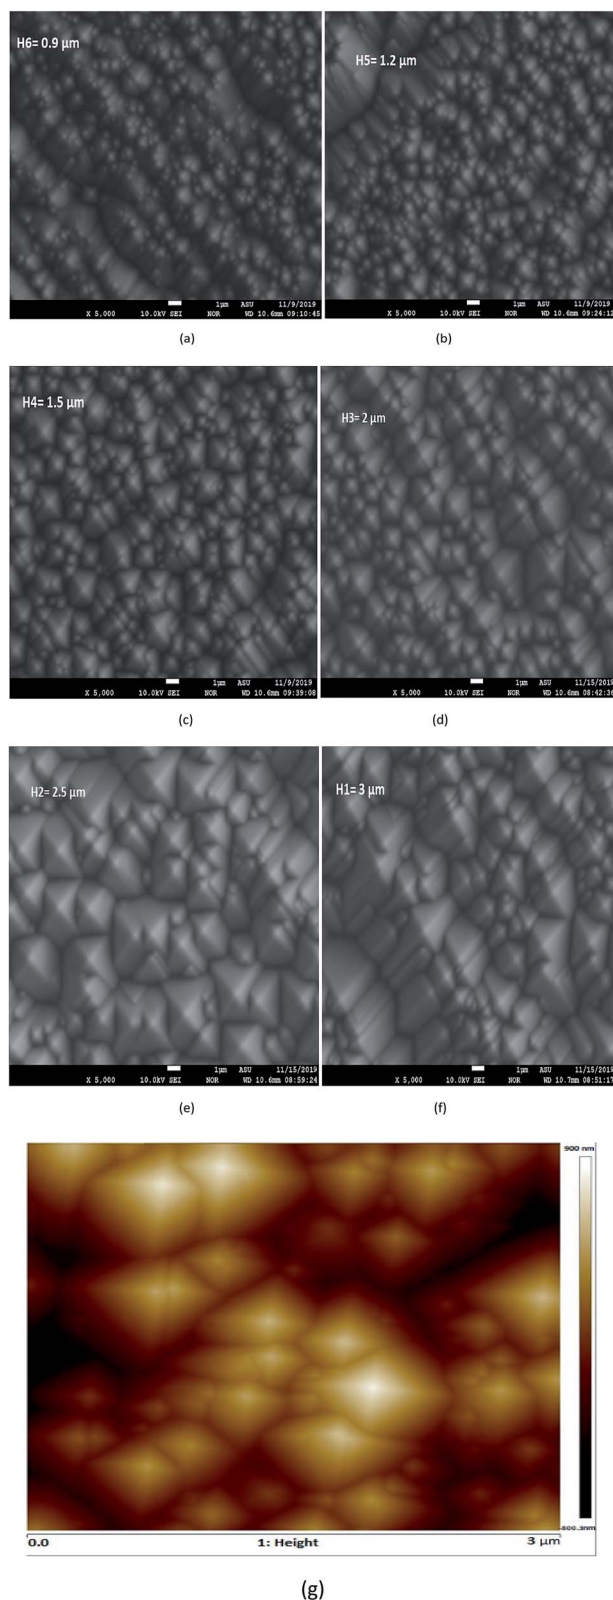 H6= 0.9 µm
H5= 1.2 µm
1µm ASU 11/9/2019
X 5,000 10.0kV SEI NOR WD 10.6mm 09:10:45
1µm ASU 11/9/2019
X 5,000 10.0kV SEI NOR WD 10.6mm 09:24:12
(a)
(b)
H4= 1.5 µm
H3= 2 µm
1µm ASU 11/9/2019
X 5,000 10.0kV SEI NOR WD 10.6mm 09:39:08
1µm ASU 11/15/2019
X 5,000 10.0kV SEI NOR WD 10.6mm 08:42:36
(c)
(d)
H2= 2.5 µm
H1= 3 µm
1µm ASU 11/15/2019
X 5,000 10.0kV SEI NOR WD 10.6mm 08:59:24
1µm ASU 11/15/2019
X 5,000 10.0kV SEI NOR WD 10.7mm 08:51:17
(e)
(f)
900 nm
0.0 1: Height 3 µm
(g)